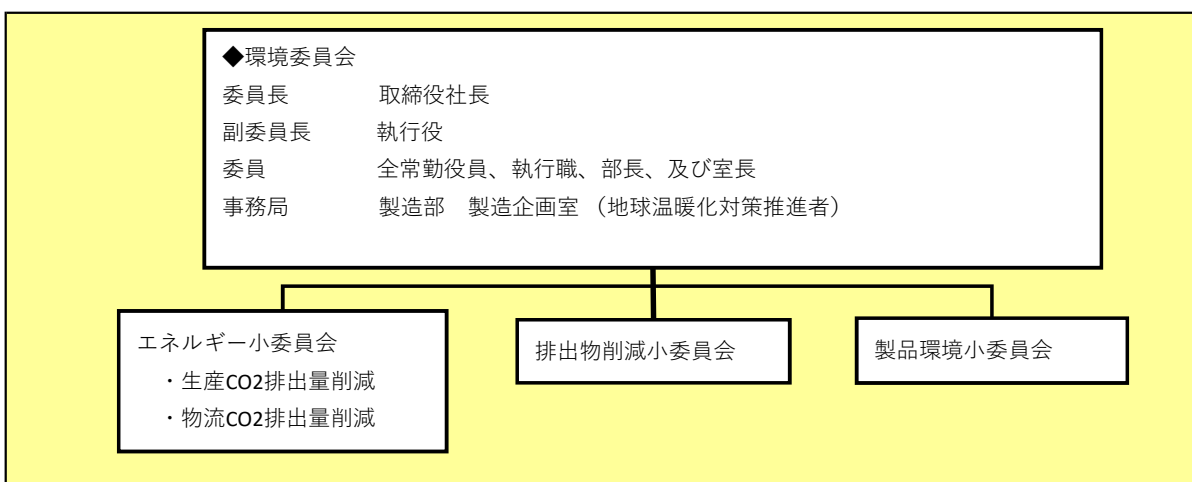 ◆環境委員会
委員長 取締役社長
副委員長 執行役
委員 全常勤役員、執行職、部長、及び室長
事務局 製造部 製造企画室 （地球温暖化対策推進者）
エネルギー小委員会
・生産CO2排出量削減
・物流CO2排出量削減
排出物削減小委員会
製品環境小委員会